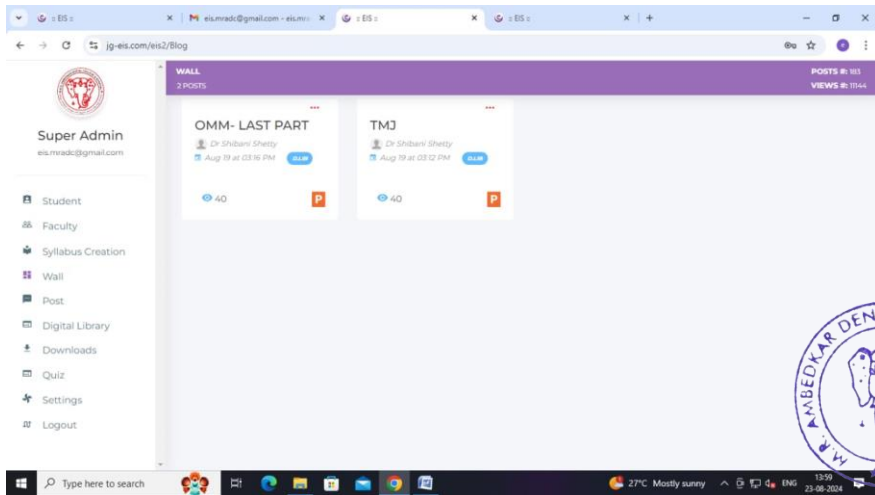 :: EIS ::
eis.mradc@gmail.com - eis.mra
:: EIS ::
:: EIS ::
jg-eis.com/eis2/Blog
WALL
2 POSTS
POSTS #: 183
VIEWS #: 11144
Super Admin
eis.mradc@gmail.com
Student
Faculty
Syllabus Creation
Wall
Post
Digital Library
Downloads
Quiz
Settings
Logout
OMM- LAST PART
Dr Shibani Shetty
Aug 19 at 03:16 PM
40
P
TMJ
Dr Shibani Shetty
Aug 19 at 03:12 PM
40
P
M.R. AMBEDKAR DEN
Type here to search
27°C Mostly sunny
ENG
13:59
23-08-2024